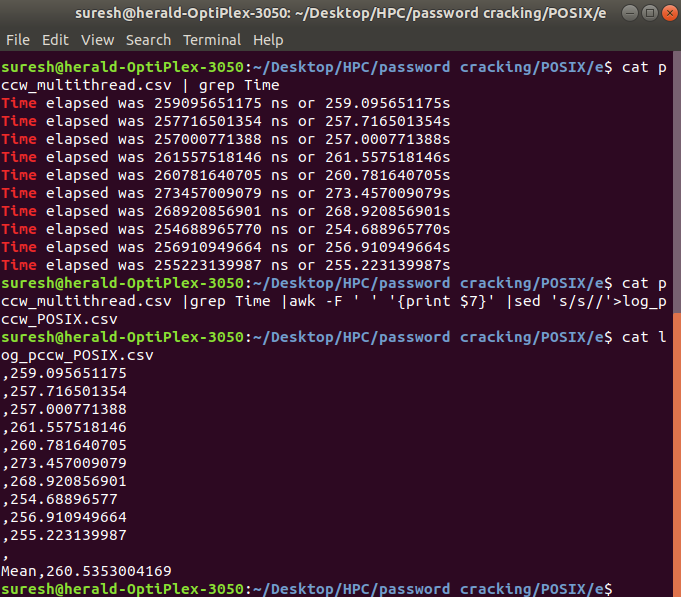 suresh@herald-OptiPlex-3050: ~/Desktop/HPC/password cracking/POSIX/e
File Edit View Search Terminal Help
suresh@herald-OptiPlex-3050:~/Desktop/HPC/password cracking/POSIX/e$ cat p
ccw_multithread.csv | grep Time
Time elapsed was 259095651175 ns or 259.095651175s
Time elapsed was 257716501354 ns or 257.716501354s
Time elapsed was 257000771388 ns or 257.000771388s
Time elapsed was 261557518146 ns or 261.557518146s
Time elapsed was 260781640705 ns or 260.781640705s
Time elapsed was 273457009079 ns or 273.457009079s
Time elapsed was 268920856901 ns or 268.920856901s
Time elapsed was 254688965770 ns or 254.688965770s
Time elapsed was 256910949664 ns or 256.910949664s
Time elapsed was 255223139987 ns or 255.223139987s
suresh@herald-OptiPlex-3050:~/Desktop/HPC/password cracking/POSIX/e$ cat p
ccw_multithread.csv |grep Time |awk -F ' ' '{print $7}' |sed 's/s//'>log_p
ccw_POSIX.csv
suresh@herald-OptiPlex-3050:~/Desktop/HPC/password cracking/POSIX/e$ cat l
og_pccw_POSIX.csv
,259.095651175
,257.716501354
,257.000771388
,261.557518146
,260.781640705
,273.457009079
,268.920856901
,254.68896577
,256.910949664
,255.223139987
,
Mean,260.5353004169
suresh@herald-OptiPlex-3050:~/Desktop/HPC/password cracking/POSIX/e$